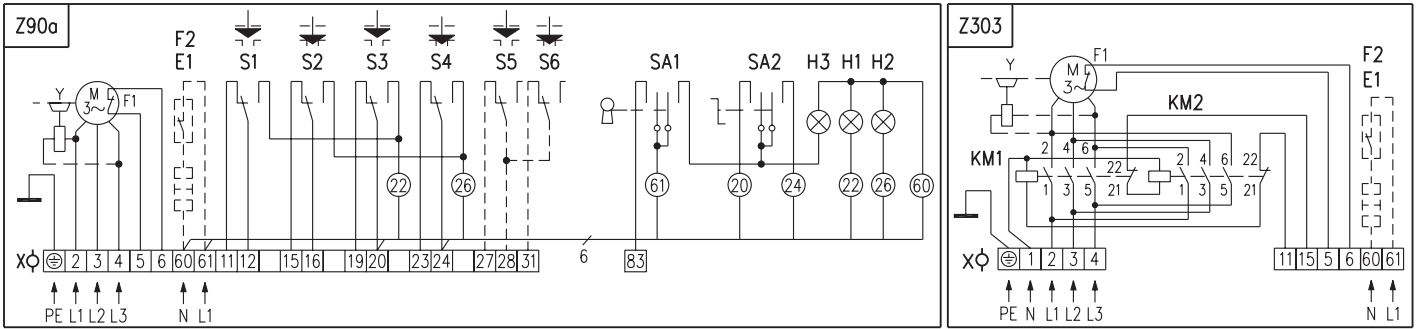 Z90a
F2
E1 S1 S2 S3 S4 S5 S6 SA1 SA2 H3 H1 H2
Y M 3~ F1
22 26 61 20 24 22 26 60
X 2 3 4 5 6 60 61 11 12 15 16 19 20 23 24 27 28 31 6 83
PE L1 L2 L3 N L1
Z303
Y M 3~ F1 F2
E1
KM2
KM1 2 4 6 22 2 4 6 22
1 3 5 21 1 3 5 21
X 1 2 3 4 11 15 5 6 60 61
PE N L1 L2 L3 N L1